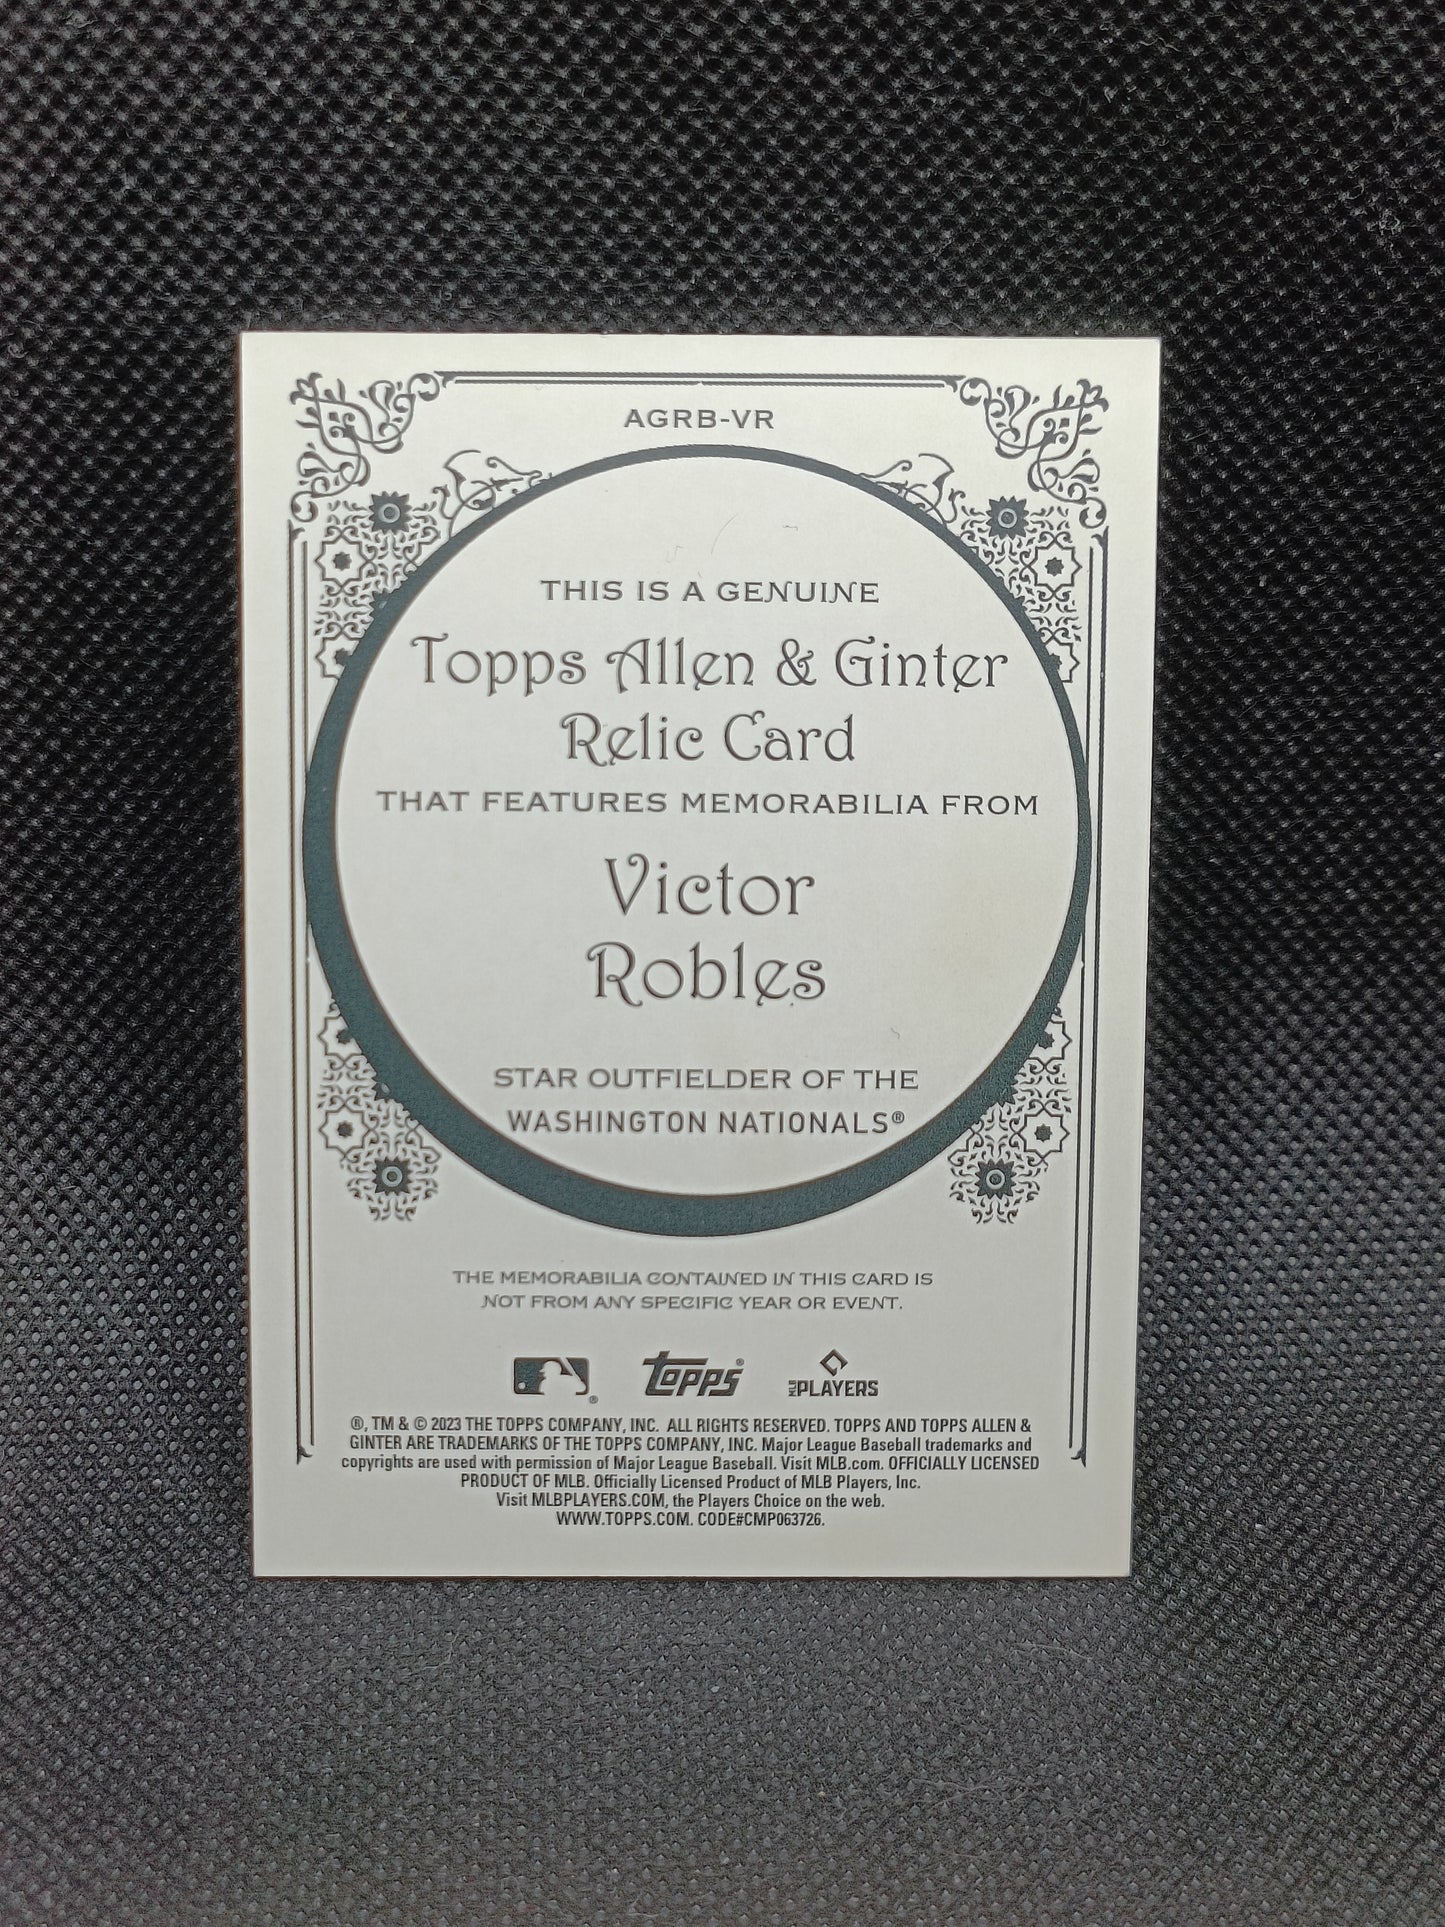 AGRB-VR
THIS IS A GENUINE
Topps Allen & Ginter
Relic Card
THAT FEATURES MEMORABILIA FROM
Victor
Robles
STAR OUTFIELDER OF THE
WASHINGTON NATIONALS®
THE MEMORABILIA CONTAINED IN THIS CARD IS
NOT FROM ANY SPECIFIC YEAR OR EVENT.
® topps® MLB PLAYERS
®, TM & © 2023 THE TOPPS COMPANY, INC. ALL RIGHTS RESERVED. TOPPS AND TOPPS ALLEN &
GINTER ARE TRADEMARKS OF THE TOPPS COMPANY, INC. Major League Baseball trademarks and
copyrights are used with permission of Major League Baseball. Visit MLB.com. OFFICIALLY LICENSED
PRODUCT OF MLB. Officially Licensed Product of MLB Players, Inc.
Visit MLBPLAYERS.COM, the Players Choice on the web.
WWW.TOPPS.COM. CODE#CMP063726.